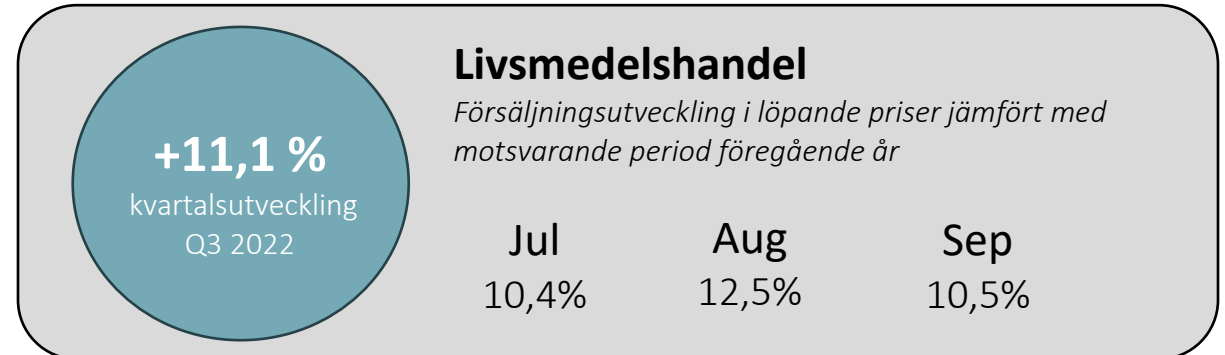 +11,1 %
kvartalsutveckling
Q3 2022
Livsmedelshandel
Försäljningsutveckling i löpande priser jämfört med
motsvarande period föregående år
Jul Aug Sep
10,4% 12,5% 10,5%